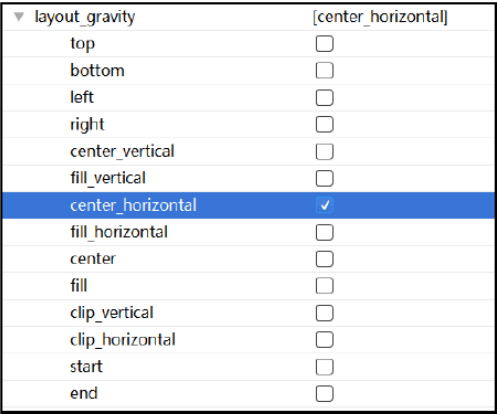 layout_gravity [center_horizontal]
top
bottom
left
right
center_vertical
fill_vertical
center_horizontal
fill_horizontal
center
fill
clip_vertical
clip_horizontal
start
end